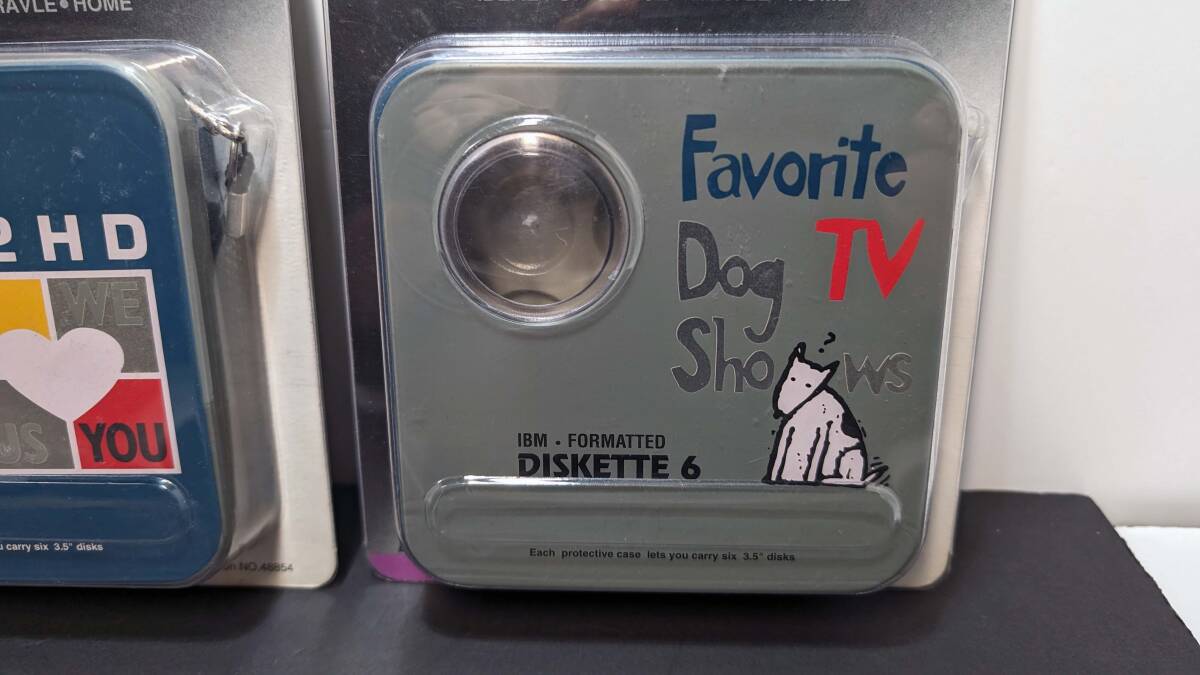 RAVLE • HOME
2HD
WE
US YOU
u carry six 3.5" disks
on NO.48854
Favorite
Dog TV
Shows
?
IBM • FORMATTED
DISKETTE 6
Each protective case lets you carry six 3.5" disks